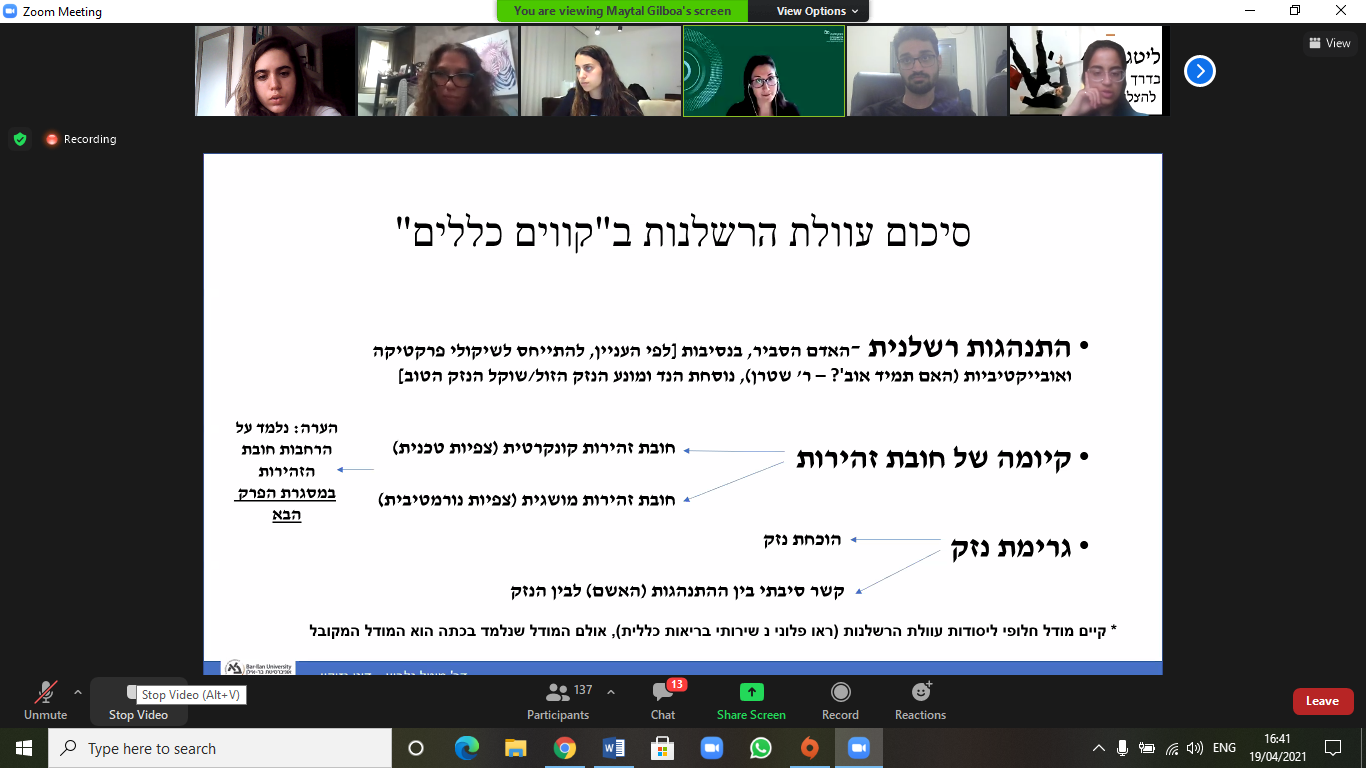 Zoom Meeting
You are viewing Maytal Gilboa's screen
View Options
View
ליטג
בדרך
להצל
Recording
סיכום עוולת הרשלנות ב"קווים כללים"
• התנהגות רשלנית -האדם הסביר, בנסיבות [לפי העניין, להתייחס לשיקולי פרקטיקה
ואובייקטיביות (האם תמיד אוב'? – ר' שטרן), נוסחת הנד ומונע הנזק הזול/שוקל הנזק הטוב]
• קיומה של חובת זהירות
חובת זהירות קונקרטית (צפיות טכנית)
חובת זהירות מושגית (צפיות נורמטיבית)
הערה: נלמד על
הרחבות חובת
הזהירות
במסגרת הפרק
הבא
• גרימת נזק
הוכחת נזק
קשר סיבתי בין ההתנהגות (האשם) לבין הנזק
* קיים מודל חלופי ליסודות עוולת הרשלנות (ראו פלוני נ שירותי בריאות כללית), אולם המודל שנלמד בכתה הוא המודל המקובל
Bar-Ilan University
אוניברסיטת בר-אילן
Unmute
Stop Video (Alt+V)
Stop Video
137
Participants
13
Chat
Share Screen
Record
Reactions
Leave
Type here to search
ENG
16:41
19/04/2021